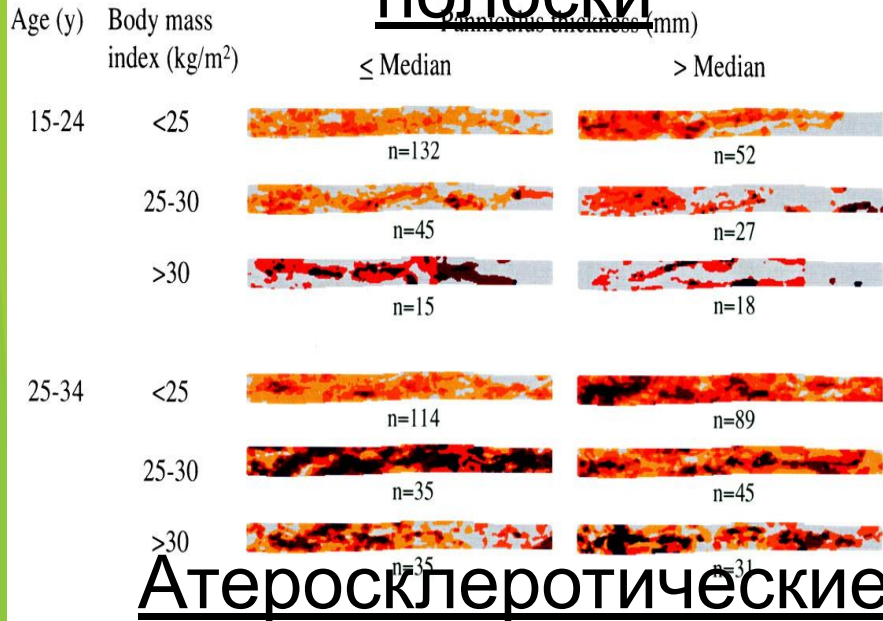 полоски
Age (y) Body mass index (kg/m²) Panniculus thickness (mm)
≤ Median > Median
15-24 <25
n=132 n=52
25-30
n=45 n=27
>30
n=15 n=18
25-34 <25
n=114 n=89
25-30
n=35 n=45
>30
n=35 n=31
Атеросклеротические